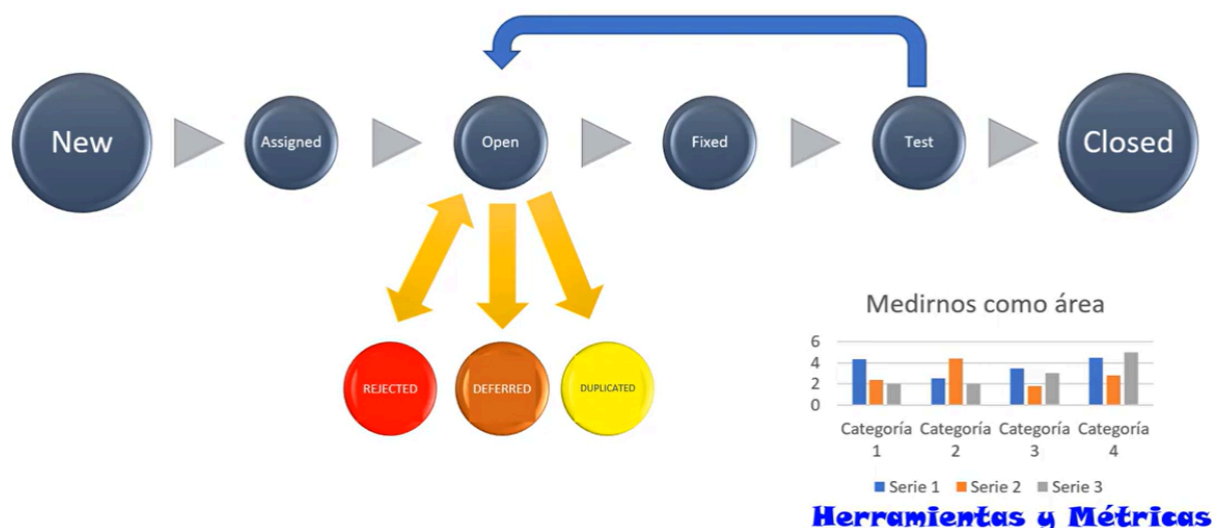 New
Assigned
Open
Fixed
Test
Closed
REJECTED
DEFERRED
DUPLICATED
Medirnos como área
6
4
2
0
Categoría Categoría Categoría Categoría
1 2 3 4
Serie 1 Serie 2 Serie 3
Herramientas y Métricas